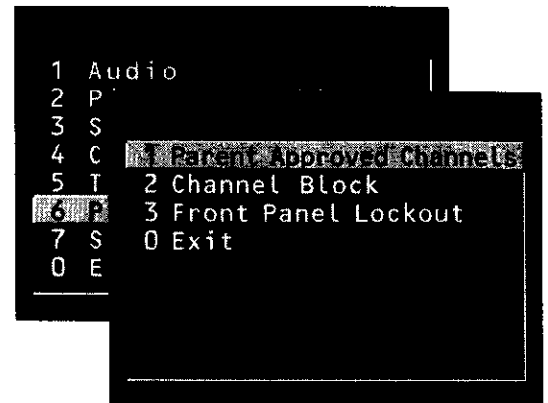 1 Audio
2 P
3 S
4 C
5 T
6 P
7 S
0 E
1 Parent Approved Channels
2 Channel Block
3 Front Panel Lockout
0 Exit